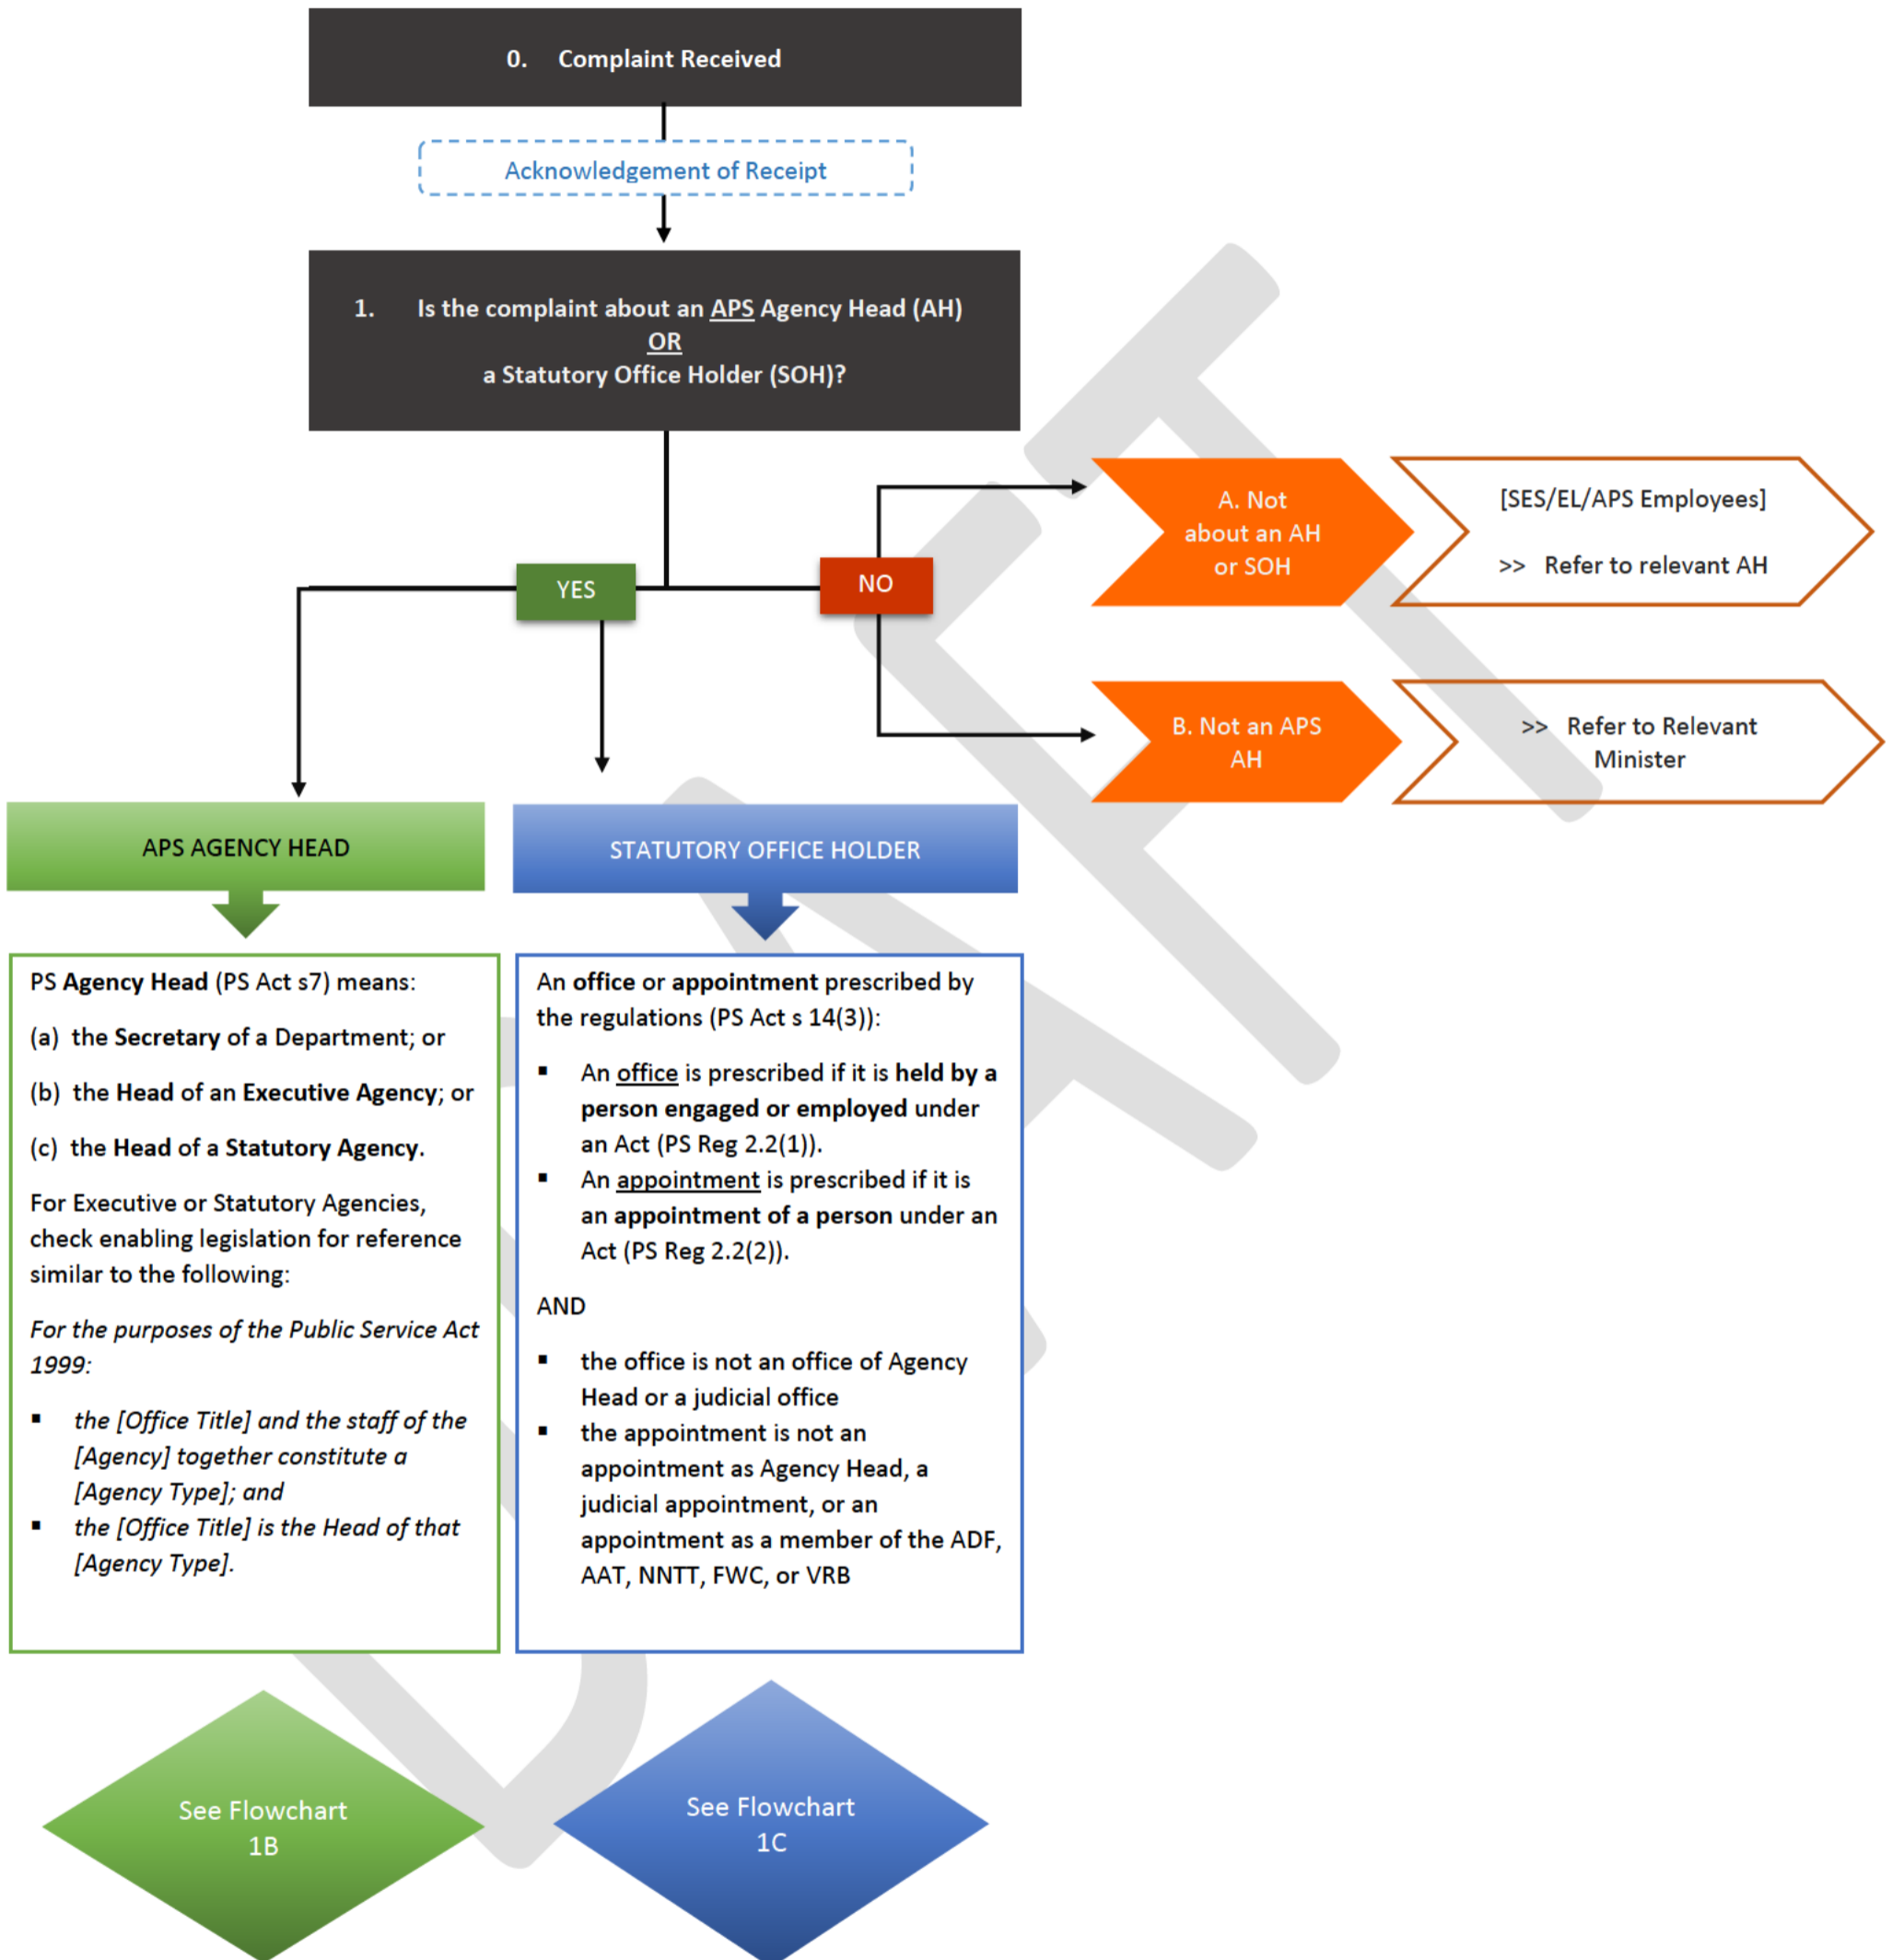 0. Complaint Received
Acknowledgement of Receipt
1. Is the complaint about an APS Agency Head (AH)
OR
a Statutory Office Holder (SOH)?
YES
NO
A. Not
about an AH
or SOH
[SES/EL/APS Employees]
>> Refer to relevant AH
B. Not an APS
AH
>> Refer to Relevant
Minister
APS AGENCY HEAD
PS Agency Head (PS Act s7) means:
(a) the Secretary of a Department; or
(b) the Head of an Executive Agency; or
(c) the Head of a Statutory Agency.
For Executive or Statutory Agencies,
check enabling legislation for reference
similar to the following:
For the purposes of the Public Service Act
1999:
▪ the [Office Title] and the staff of the
[Agency] together constitute a
[Agency Type]; and
▪ the [Office Title] is the Head of that
[Agency Type].
See Flowchart
1B
STATUTORY OFFICE HOLDER
An office or appointment prescribed by
the regulations (PS Act s 14(3)):
▪ An office is prescribed if it is held by a
person engaged or employed under
an Act (PS Reg 2.2(1)).
▪ An appointment is prescribed if it is
an appointment of a person under an
Act (PS Reg 2.2(2)).
AND
▪ the office is not an office of Agency
Head or a judicial office
▪ the appointment is not an
appointment as Agency Head, a
judicial appointment, or an
appointment as a member of the ADF,
AAT, NNTT, FWC, or VRB
See Flowchart
1C
DRAFT